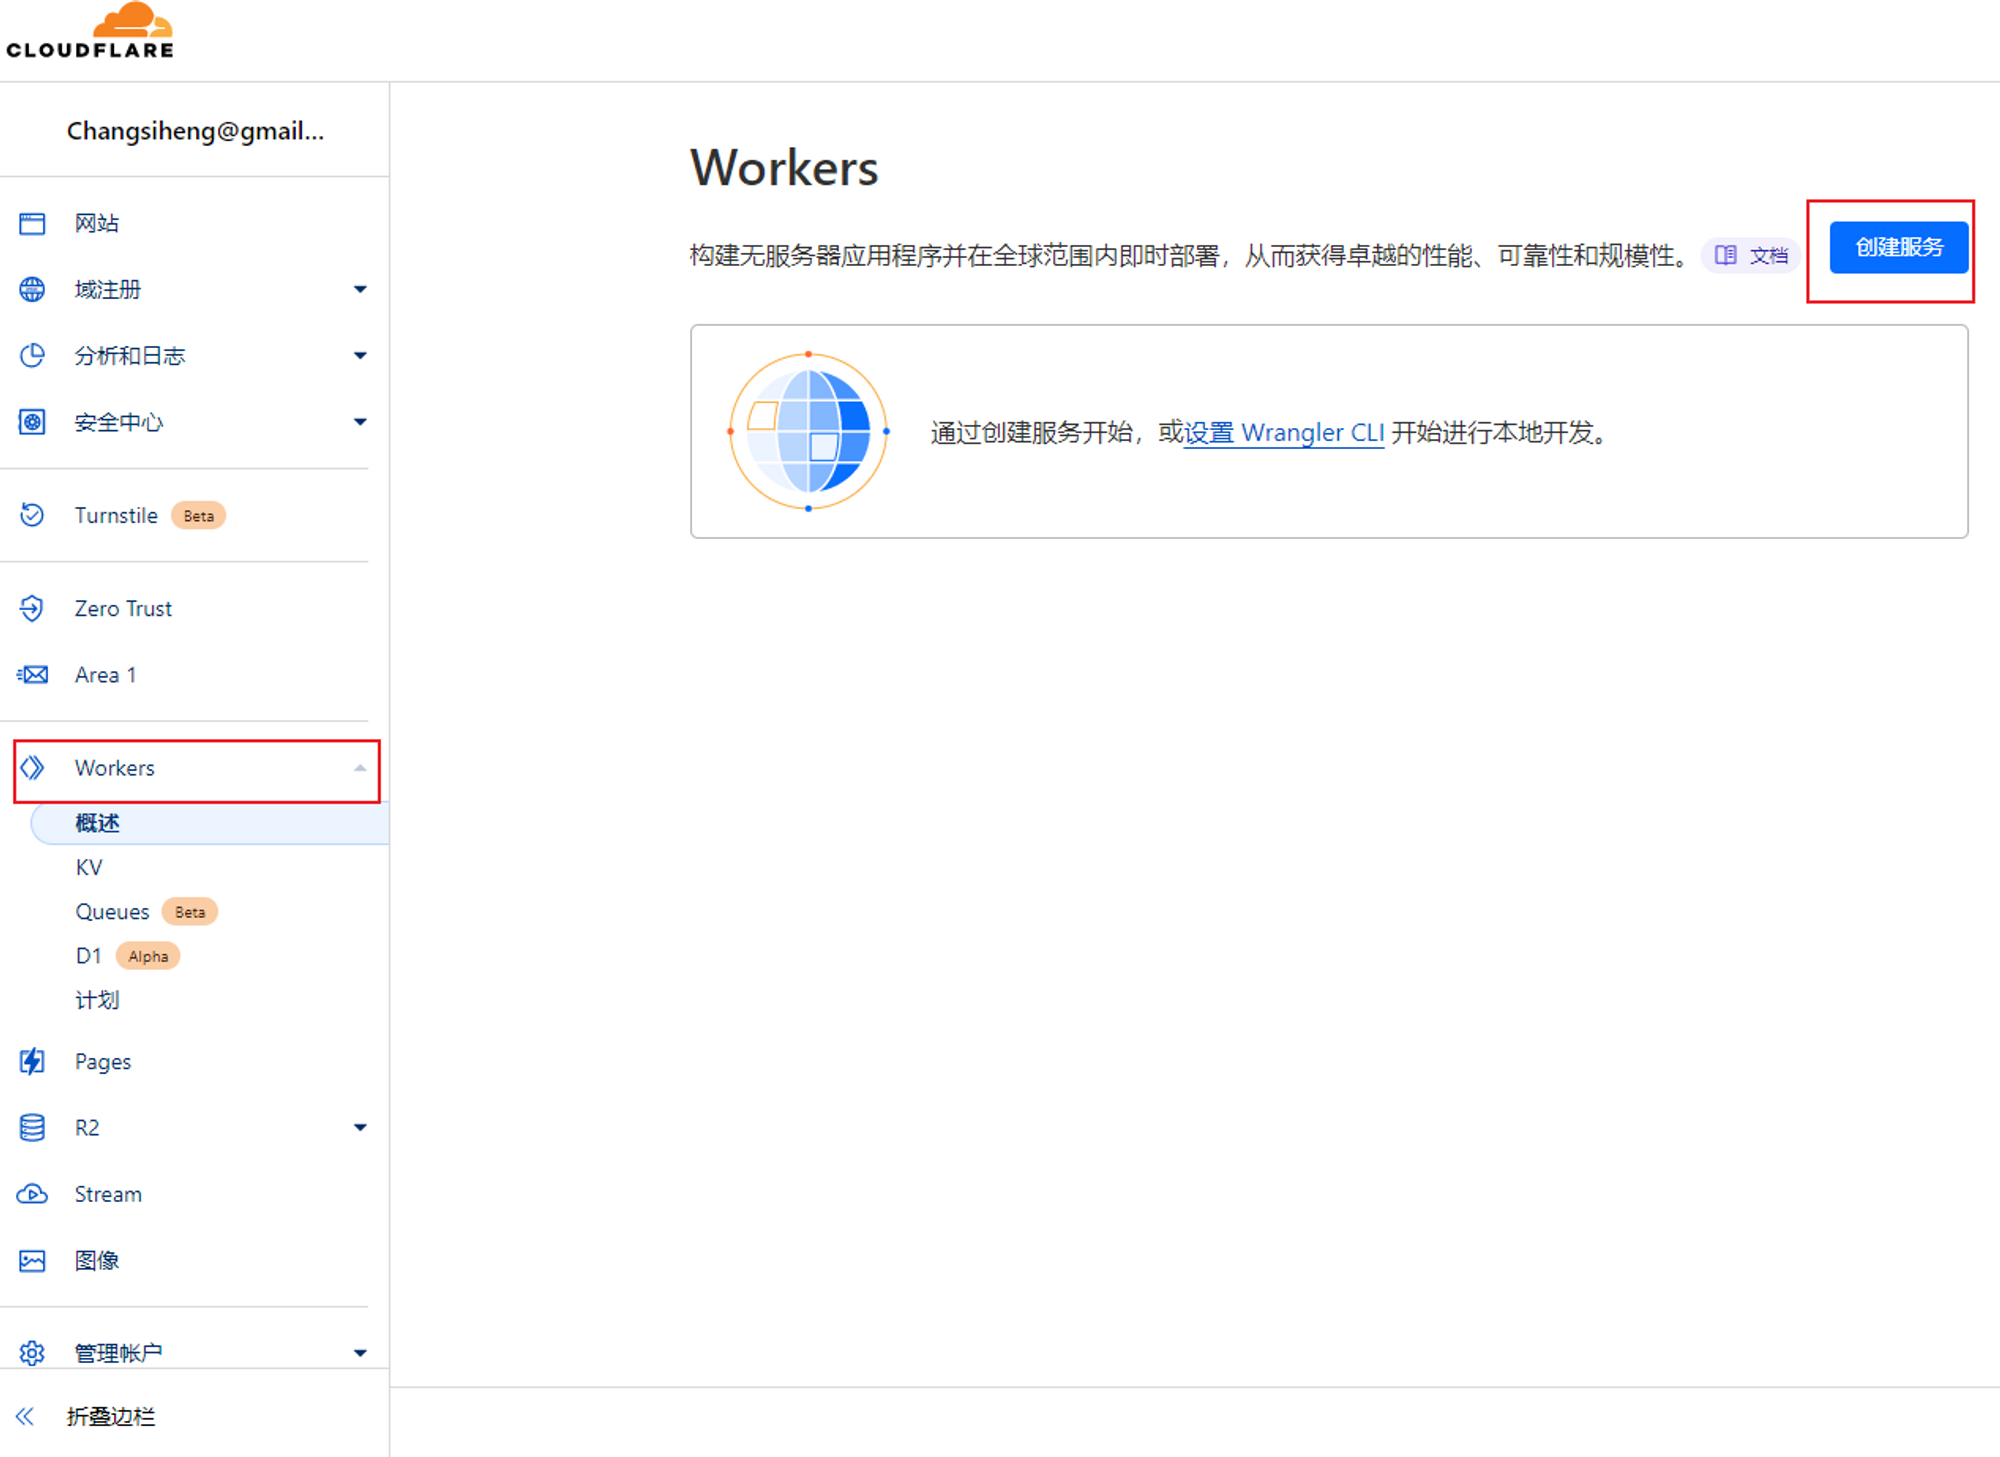 CLOUDFLARE
Changsiheng@gmail...
网站
域注册
分析和日志
安全中心
Turnstile Beta
Zero Trust
Area 1
Workers
概述
KV
Queues Beta
D1 Alpha
计划
Pages
R2
Stream
图像
管理帐户
折叠边栏
Workers
构建无服务器应用程序并在全球范围内即时部署，从而获得卓越的性能、可靠性和规模性。 文档
创建服务
通过创建服务开始，或设置 Wrangler CLI 开始进行本地开发。